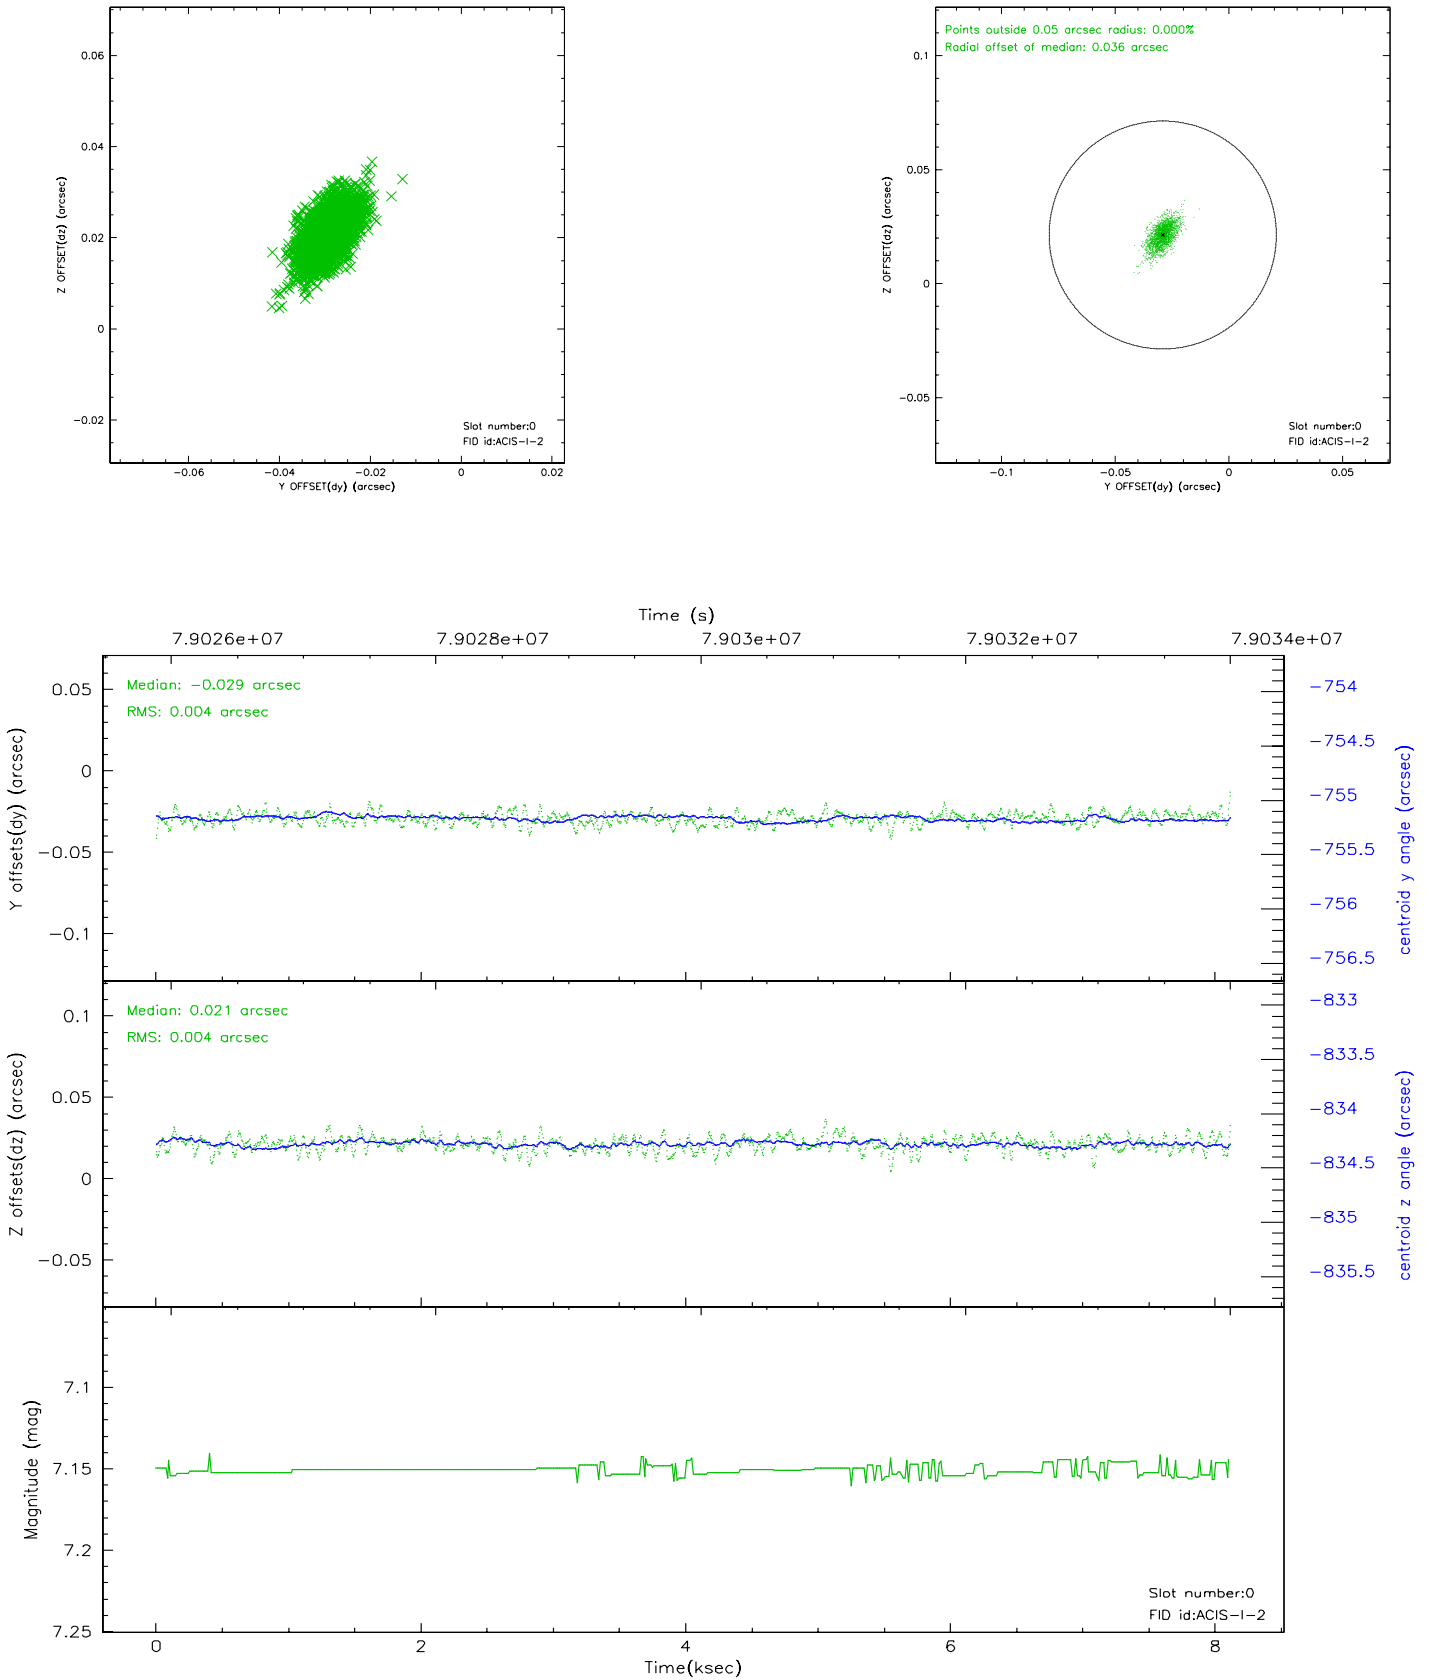 0.06
0.04
0.02
0
−0.02
Z OFFSET(dz) (arcsec)
Slot number:0
FID id:ACIS−I−2
−0.06
−0.04
−0.02
0
0.02
Y OFFSET(dy) (arcsec)
Points outside 0.05 arcsec radius: 0.000%
Radial offset of median: 0.036 arcsec
0.1
0.05
0
−0.05
Z OFFSET(dz) (arcsec)
Slot number:0
FID id:ACIS−I−2
−0.1
−0.05
0
0.05
Y OFFSET(dy) (arcsec)
Time (s)
7.9026e+07
7.9028e+07
7.903e+07
7.9032e+07
7.9034e+07
Median: −0.029 arcsec
RMS: 0.004 arcsec
0.05
0
−0.05
−0.1
Y offsets(dy) (arcsec)
−754
−754.5
−755
−755.5
−756
−756.5
centroid y angle (arcsec)
Median: 0.021 arcsec
RMS: 0.004 arcsec
0.1
0.05
0
−0.05
Z offsets(dz) (arcsec)
−833
−833.5
−834
−834.5
−835
−835.5
centroid z angle (arcsec)
7.1
7.15
7.2
7.25
Magnitude (mag)
Slot number:0
FID id:ACIS−I−2
0
2
4
6
8
Time(ksec)